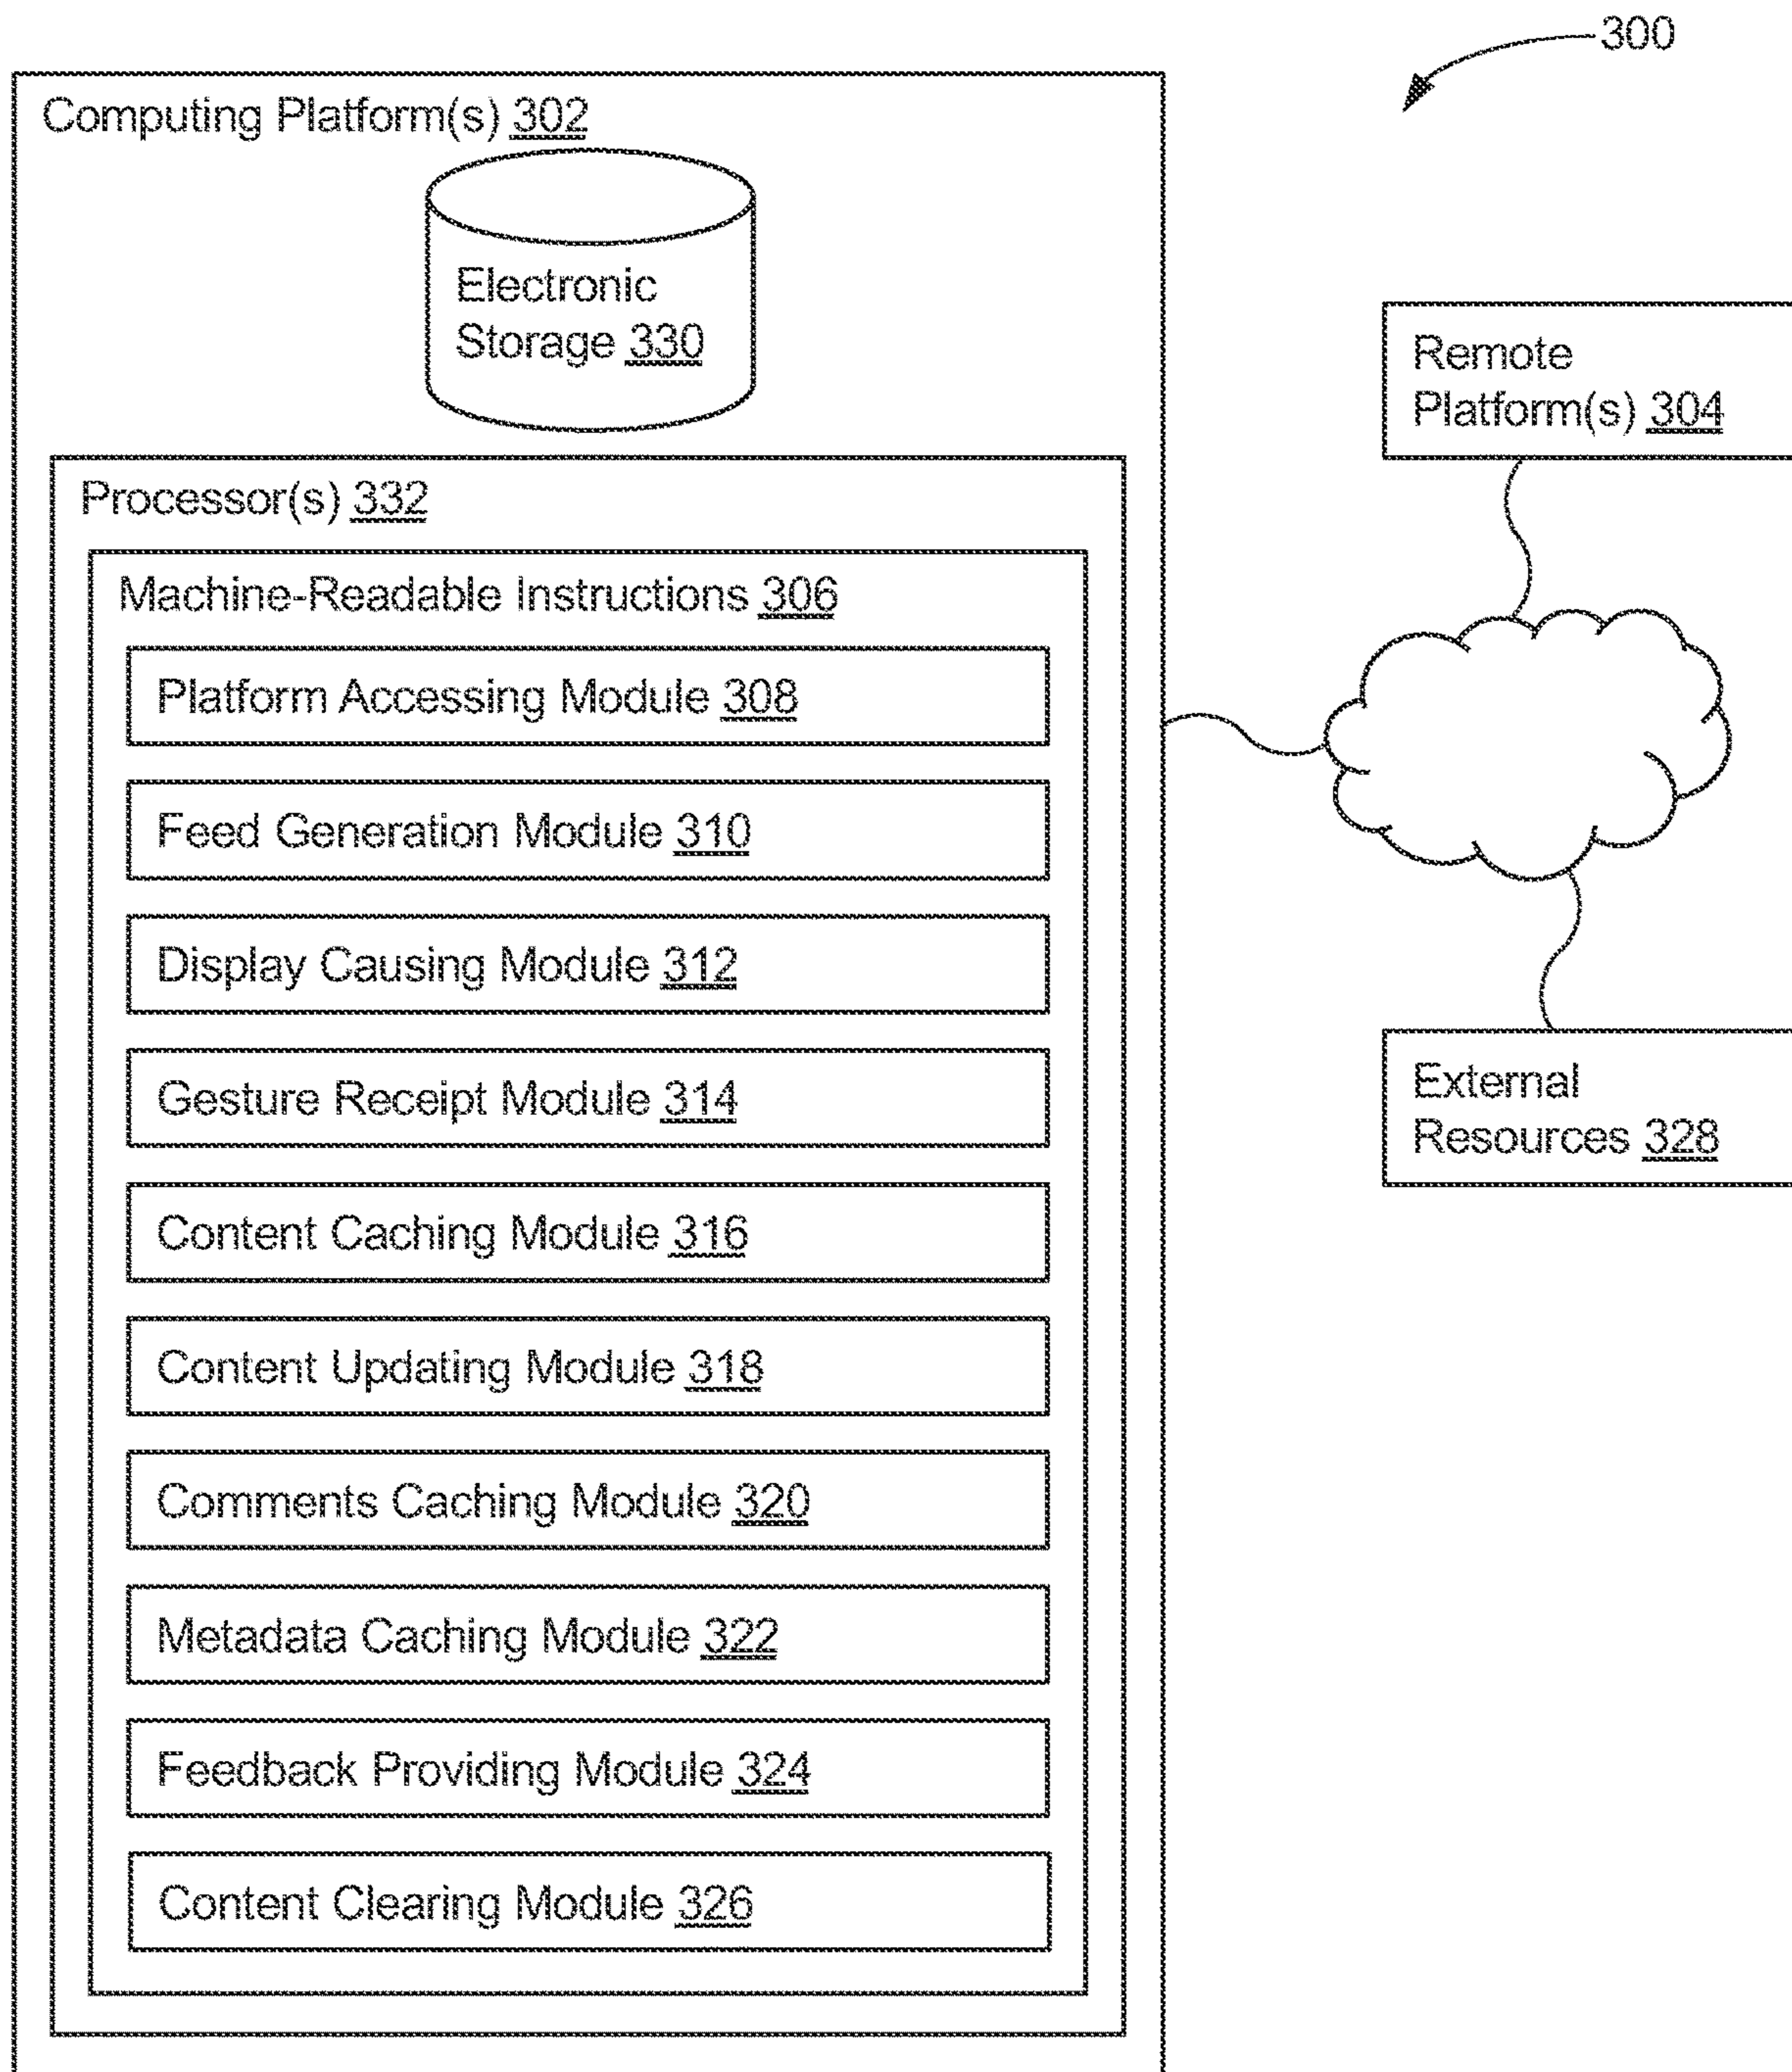 300
Computing Platform(s) 302
Electronic
Storage 330
Remote
Platform(s) 304
Processor(s) 332
Machine-Readable Instructions 306
Platform Accessing Module 308
Feed Generation Module 310
Display Causing Module 312
Gesture Receipt Module 314
Content Caching Module 316
Content Updating Module 318
Comments Caching Module 320
Metadata Caching Module 322
Feedback Providing Module 324
Content Clearing Module 326
External
Resources 328